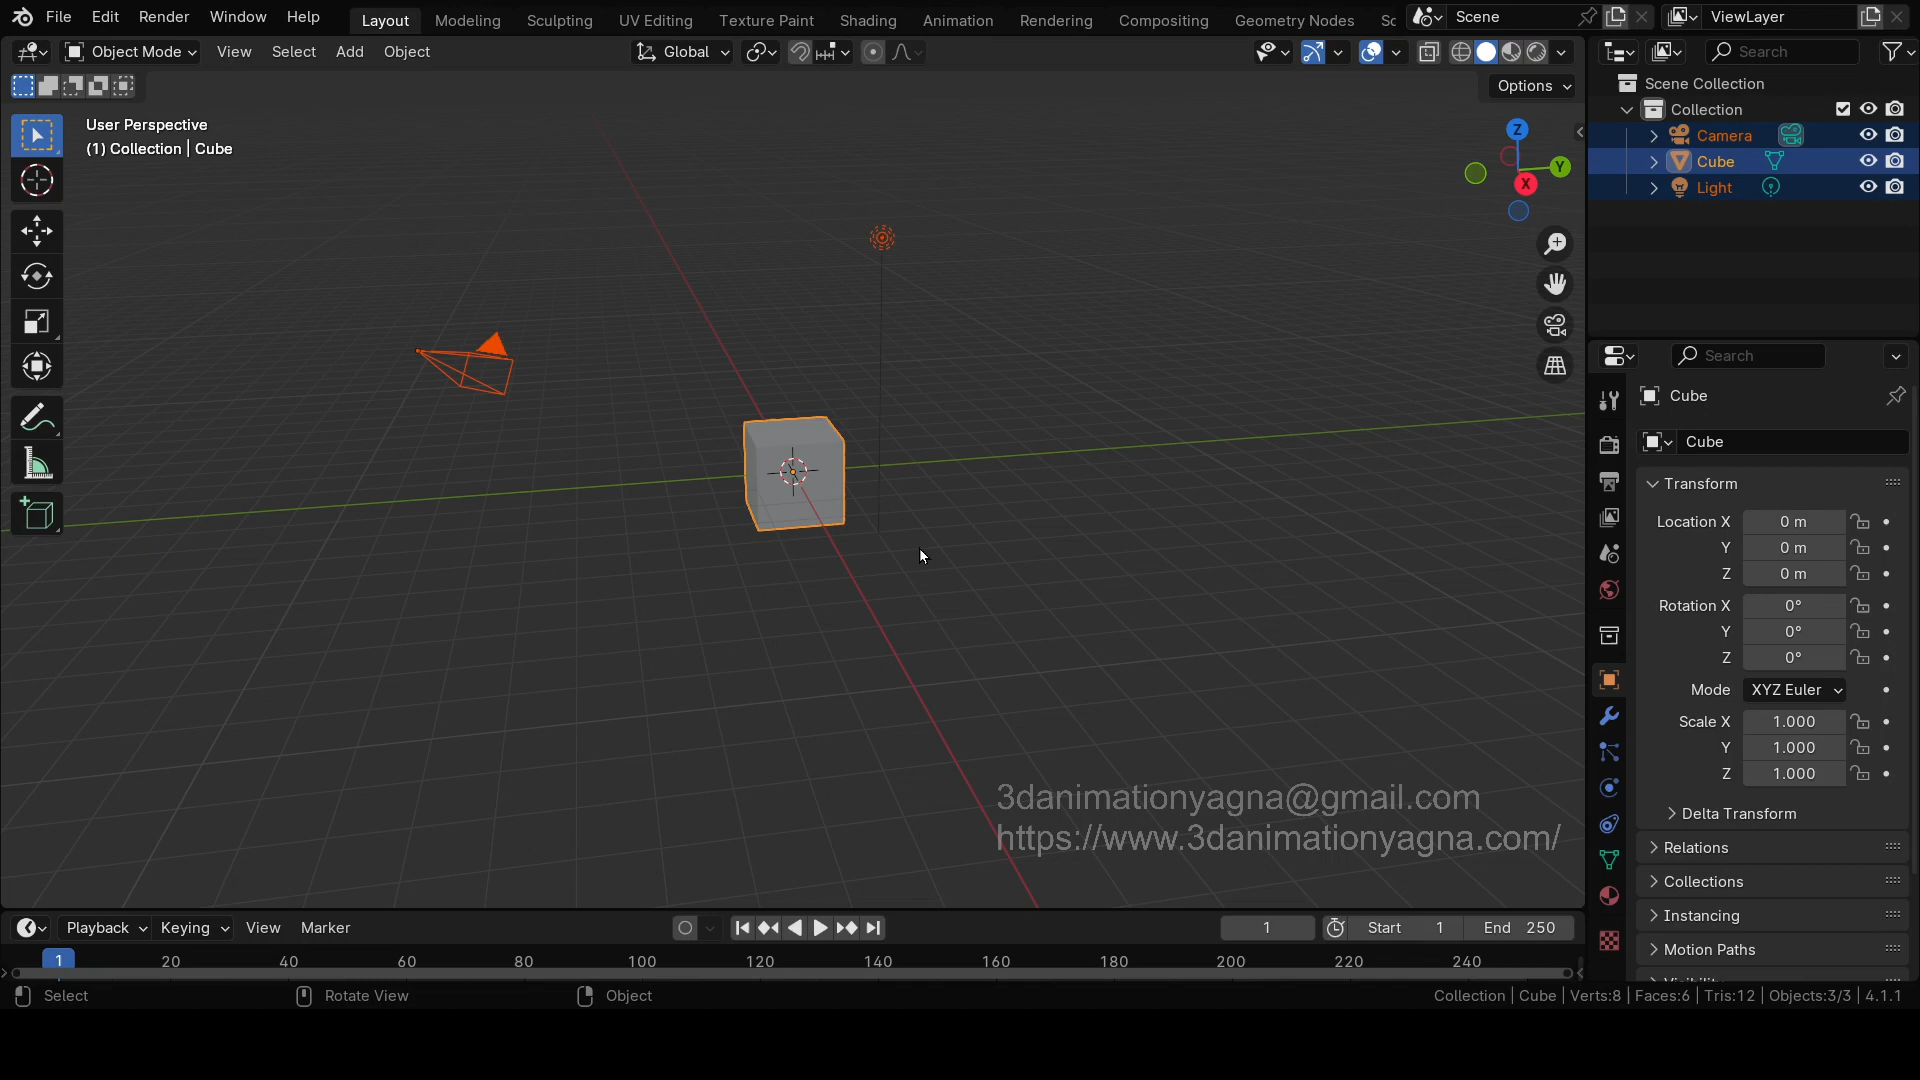 File Edit Render Window Help Layout Modeling Sculpting UV Editing Texture Paint Shading Animation Rendering Compositing Geometry Nodes Sc Scene ViewLayer
Object Mode View Select Add Object Global Search
Options
Scene Collection
Collection
Camera
Cube
Light
User Perspective
(1) Collection | Cube
Z
Y
X
Search
Cube
Cube
Transform
Location X 0 m
Y 0 m
Z 0 m
Rotation X 0°
Y 0°
Z 0°
Mode XYZ Euler
Scale X 1.000
Y 1.000
Z 1.000
Delta Transform
Relations
Collections
Instancing
Motion Paths
Visibility
3danimationyagna@gmail.com
https://www.3danimationyagna.com/
Playback Keying View Marker 1 Start 1 End 250
1 20 40 60 80 100 120 140 160 180 200 220 240
Select Rotate View Object Collection | Cube | Verts:8 | Faces:6 | Tris:12 | Objects:3/3 | 4.1.1